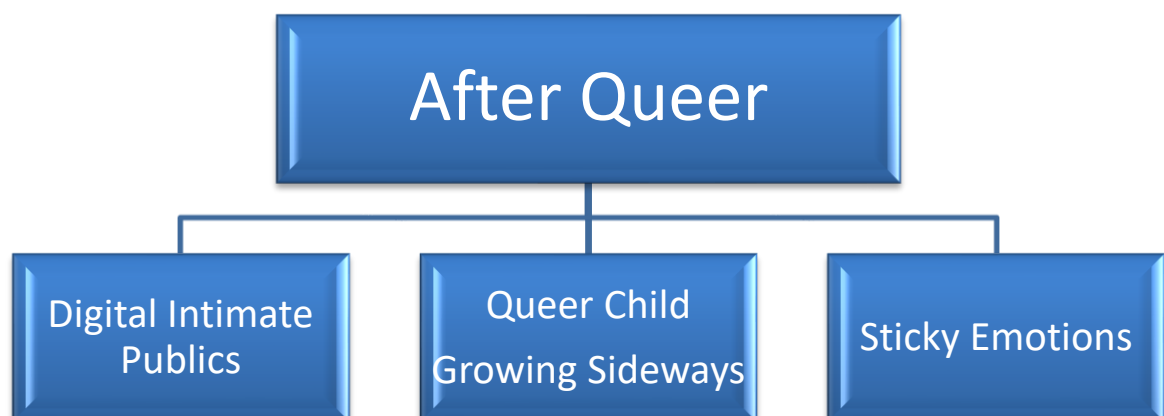 After Queer
Digital Intimate
Publics
Queer Child
Growing Sideways
Sticky Emotions